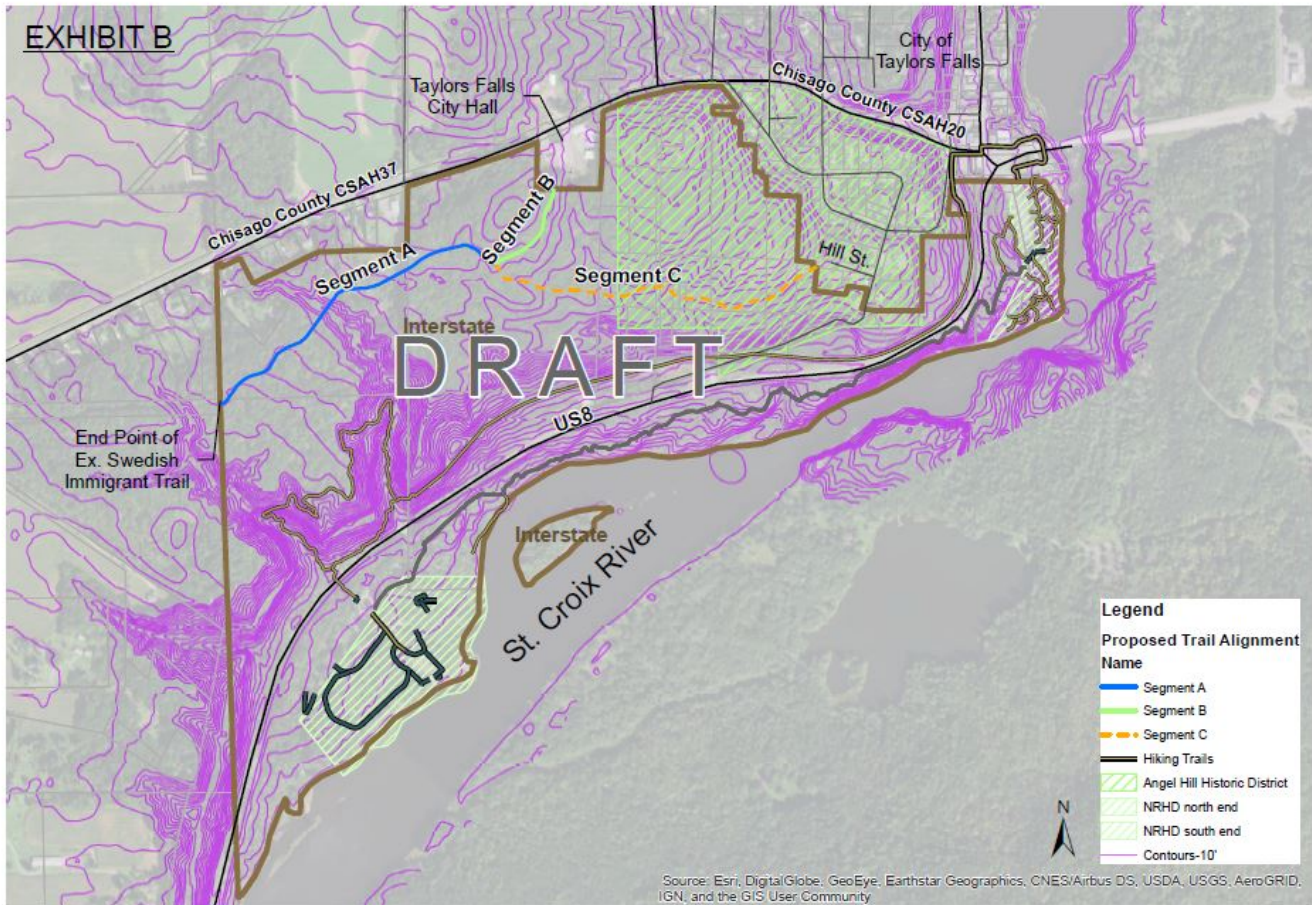 EXHIBIT B
City of
Taylors Falls
Taylors Falls
City Hall
Chisago County CSAH20
Chisago County CSAH37
Segment B
Segment A
Hill St.
Segment C
Interstate
DRAFT
US8
End Point of
Ex. Swedish
Immigrant Trail
Interstate
St. Croix River
Legend
Proposed Trail Alignment
Name
Segment A
Segment B
Segment C
Hiking Trails
Angel Hill Historic District
NRHD north end
NRHD south end
Contours-10'
N
Source: Esri, DigitalGlobe, GeoEye, Earthstar Geographics, CNES/Airbus DS, USDA, USGS, AeroGRID,
IGN, and the GIS User Community